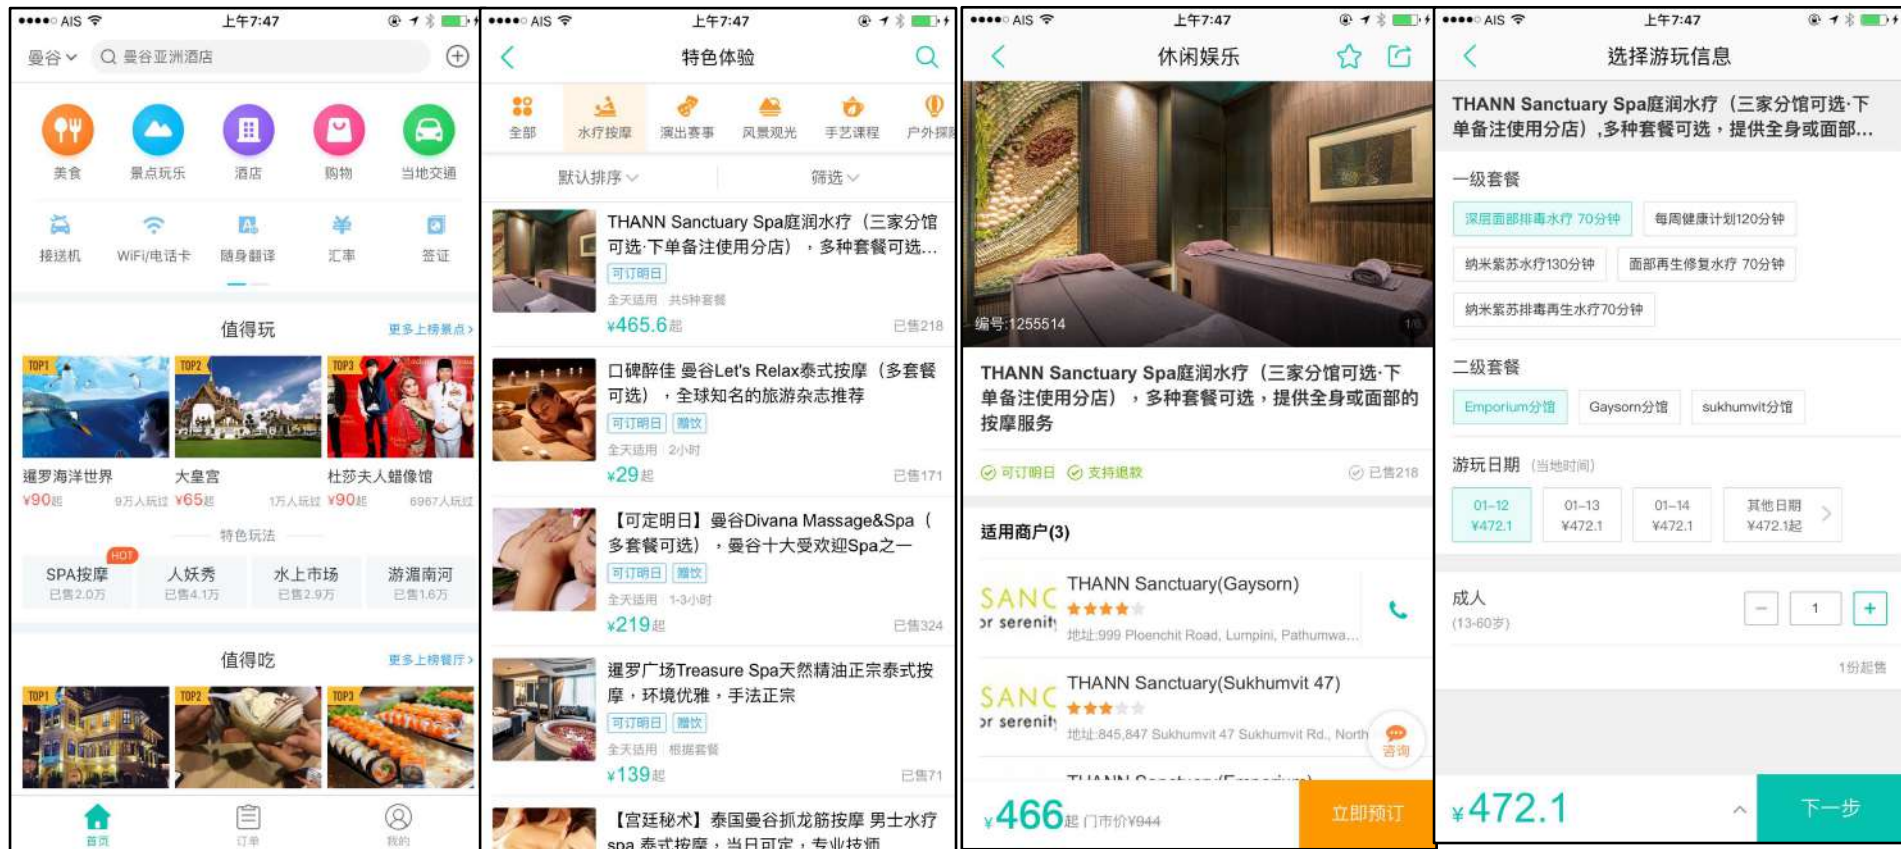 ●●●●○ AIS
上午7:47
曼谷
曼谷亚洲酒店
美食
景点玩乐
酒店
购物
当地交通
接送机
WiFi/电话卡
随身翻译
汇率
签证
值得玩
更多上榜景点>
TOP1
TOP2
TOP3
暹罗海洋世界
大皇宫
杜莎夫人蜡像馆
¥90起
9万人玩过
¥65起
1万人玩过
¥90起
6967人玩过
特色玩法
HOT
SPA按摩
人妖秀
水上市场
游湄南河
已售2.0万
已售4.1万
已售2.9万
已售1.6万
值得吃
更多上榜餐厅>
TOP1
TOP2
TOP3
首页
订单
我的
●●●●○ AIS
上午7:47
特色体验
全部
水疗按摩
演出赛事
风景观光
手艺课程
户外探
默认排序
筛选
THANN Sanctuary Spa庭润水疗（三家分馆
可选·下单备注使用分店），多种套餐可选...
可订明日
全天适用 共5种套餐
¥465.6起
已售218
口碑醉佳 曼谷Let's Relax泰式按摩（多套餐
可选），全球知名的旅游杂志推荐
可订明日 赠饮
全天适用 2小时
¥29起
已售171
【可定明日】曼谷Divana Massage&Spa（
多套餐可选），曼谷十大受欢迎Spa之一
可订明日 赠饮
全天适用 1-3小时
¥219起
已售324
暹罗广场Treasure Spa天然精油正宗泰式按
摩，环境优雅，手法正宗
可订明日 赠饮
全天适用 根据套餐
¥139起
已售71
【宫廷秘术】泰国曼谷抓龙筋按摩 男士水疗
spa 泰式按摩，当日可定，专业技师
●●●●○ AIS
上午7:47
休闲娱乐
编号:1255514
1/6
THANN Sanctuary Spa庭润水疗（三家分馆可选·下
单备注使用分店），多种套餐可选，提供全身或面部的
按摩服务
可订明日
支持退款
已售218
适用商户(3)
SANC
or serenity
THANN Sanctuary(Gaysorn)
地址:999 Ploenchit Road, Lumpini, Pathumwa...
SANC
or serenity
THANN Sanctuary(Sukhumvit 47)
地址:845,847 Sukhumvit 47 Sukhumvit Rd., North
咨询
THANN Sanctuary(Emporium)
¥466起 门市价¥944
立即预订
●●●●○ AIS
上午7:47
选择游玩信息
THANN Sanctuary Spa庭润水疗（三家分馆可选·下
单备注使用分店）,多种套餐可选，提供全身或面部...
一级套餐
深层面部排毒水疗 70分钟
每周健康计划120分钟
纳米紫苏水疗130分钟
面部再生修复水疗 70分钟
纳米紫苏排毒再生水疗70分钟
二级套餐
Emporium分馆
Gaysorn分馆
sukhumvit分馆
游玩日期 (当地时间)
01-12
01-13
01-14
其他日期
¥472.1
¥472.1
¥472.1
¥472.1起
成人
(13-60岁)
1
1份起售
¥472.1
下一步